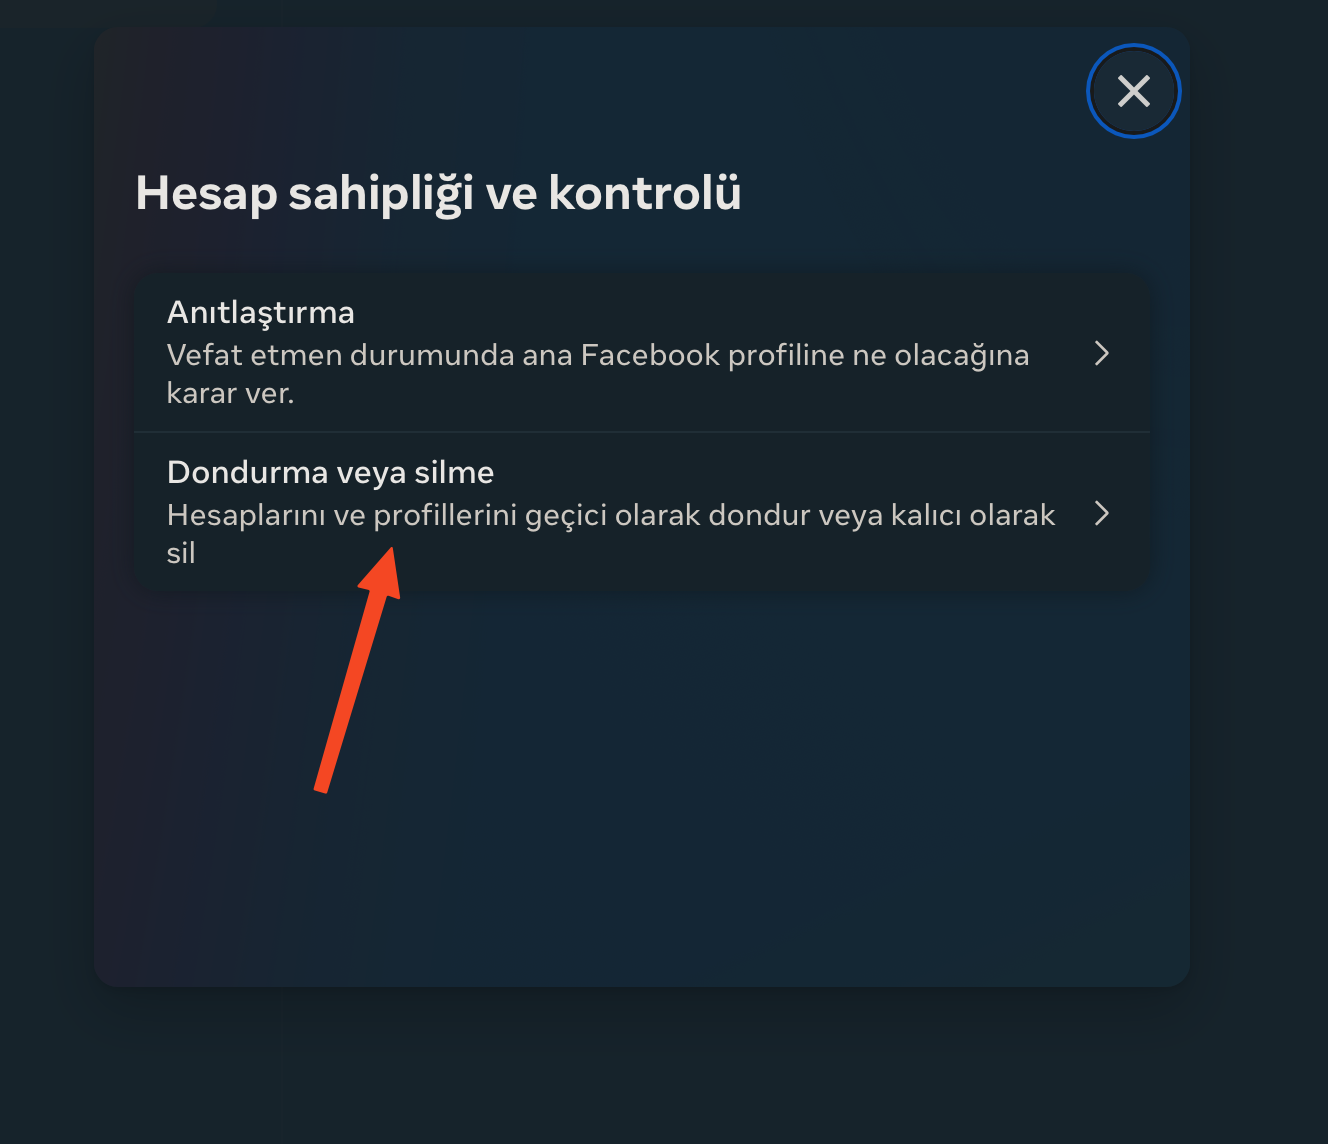 Hesap sahipliği ve kontrolü
Anıtlaştırma
Vefat etmen durumunda ana Facebook profiline ne olacağına
karar ver.
Dondurma veya silme
Hesaplarını ve profillerini geçici olarak dondur veya kalıcı olarak
sil